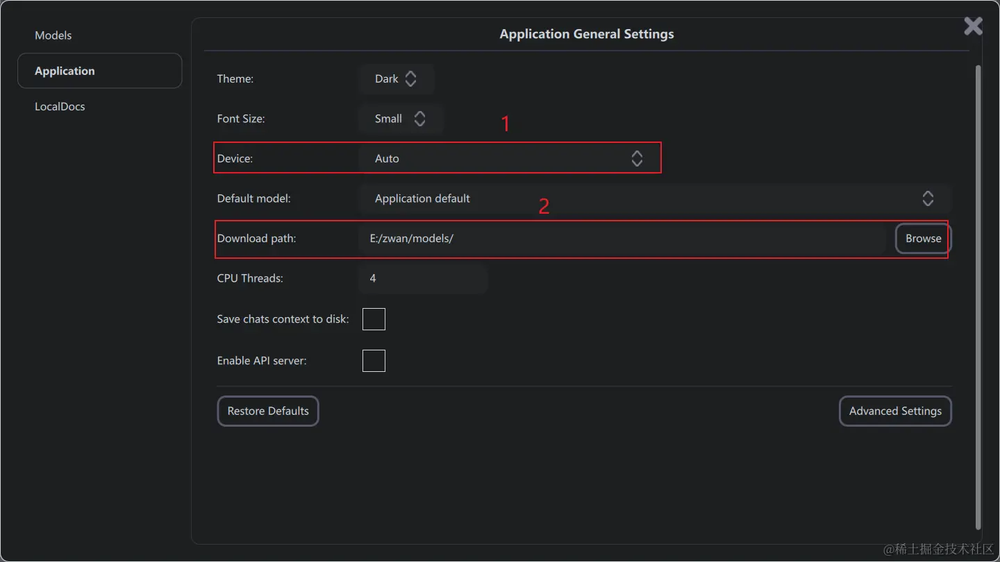 Models
Application
LocalDocs
Application General Settings
Theme: Dark
Font Size: Small
1
Device: Auto
Default model: Application default
2
Download path: E:/zwan/models/ Browse
CPU Threads: 4
Save chats context to disk:
Enable API server:
Restore Defaults Advanced Settings
@稀土掘金技术社区